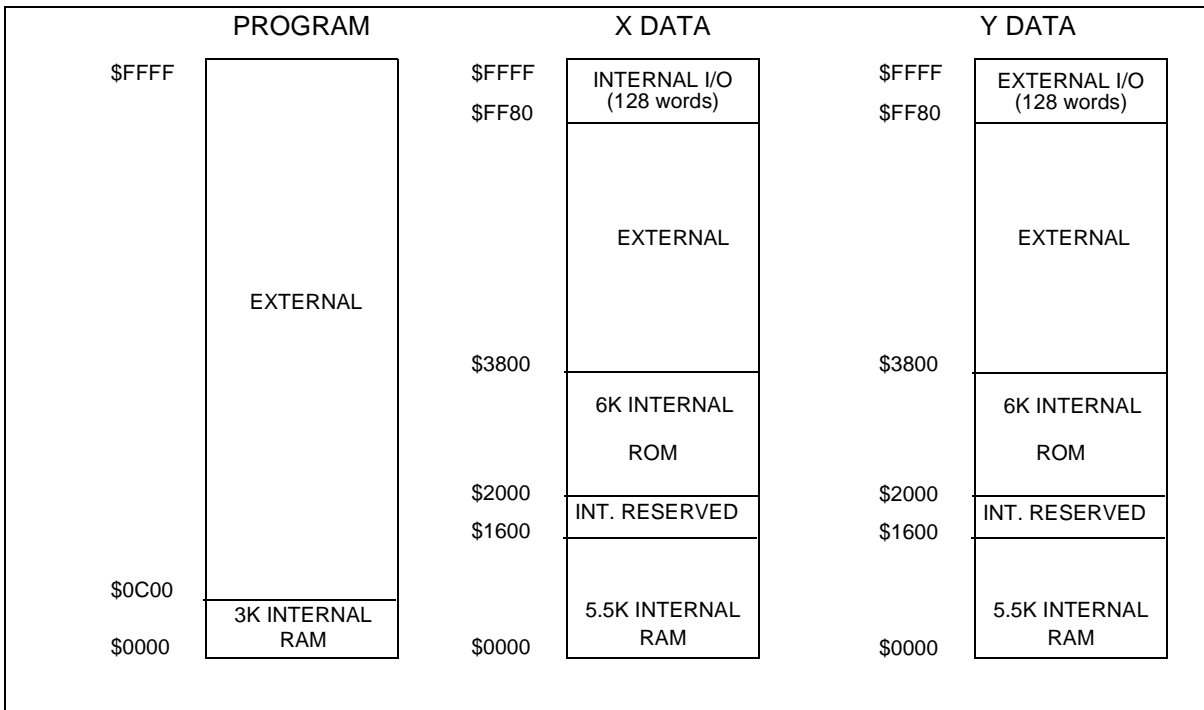 PROGRAM
$FFFF
EXTERNAL
$0C00
3K INTERNAL
RAM
$0000
X DATA
$FFFF
INTERNAL I/O
(128 words)
$FF80
EXTERNAL
$3800
6K INTERNAL
ROM
$2000
INT. RESERVED
$1600
5.5K INTERNAL
RAM
$0000
Y DATA
$FFFF
EXTERNAL I/O
(128 words)
$FF80
EXTERNAL
$3800
6K INTERNAL
ROM
$2000
INT. RESERVED
$1600
5.5K INTERNAL
RAM
$0000